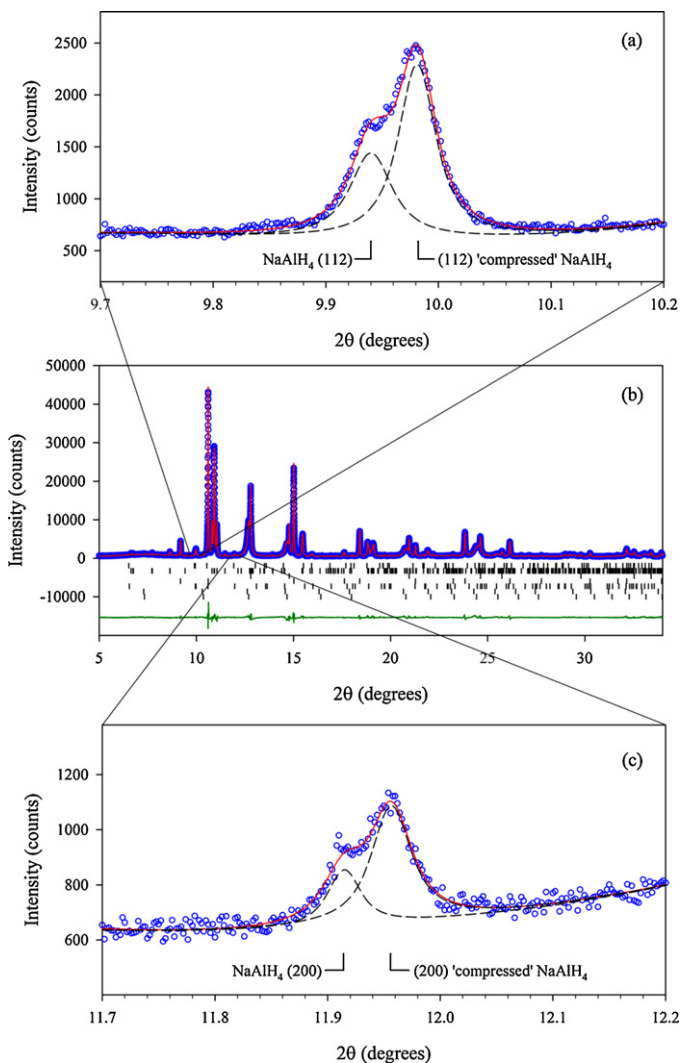 (a)
2500
2000
1500
1000
500
Intensity (counts)
NaAlH₄ (112)
(112) 'compressed' NaAlH₄
9.7 9.8 9.9 10.0 10.1 10.2
2θ (degrees)
(b)
50000
40000
30000
20000
10000
0
-10000
Intensity (counts)
5 10 15 20 25 30
2θ (degrees)
(c)
1200
1000
800
600
Intensity (counts)
NaAlH₄ (200)
(200) 'compressed' NaAlH₄
11.7 11.8 11.9 12.0 12.1 12.2
2θ (degrees)